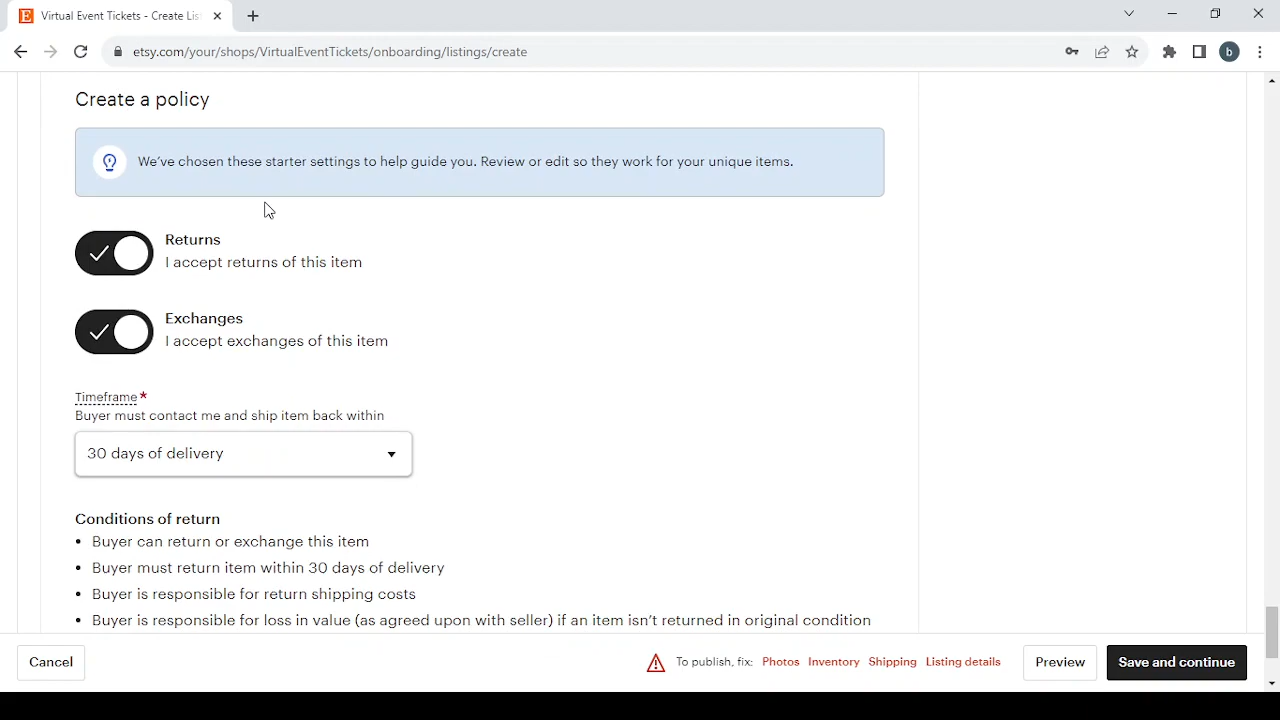 Virtual Event Tickets - Create Lis
etsy.com/your/shops/VirtualEventTickets/onboarding/listings/create
b
Create a policy
We've chosen these starter settings to help guide you. Review or edit so they work for your unique items.
Returns
I accept returns of this item
Exchanges
I accept exchanges of this item
Timeframe*
Buyer must contact me and ship item back within
30 days of delivery
Conditions of return
• Buyer can return or exchange this item
• Buyer must return item within 30 days of delivery
• Buyer is responsible for return shipping costs
• Buyer is responsible for loss in value (as agreed upon with seller) if an item isn't returned in original condition
Cancel
To publish, fix: Photos Inventory Shipping Listing details
Preview
Save and continue